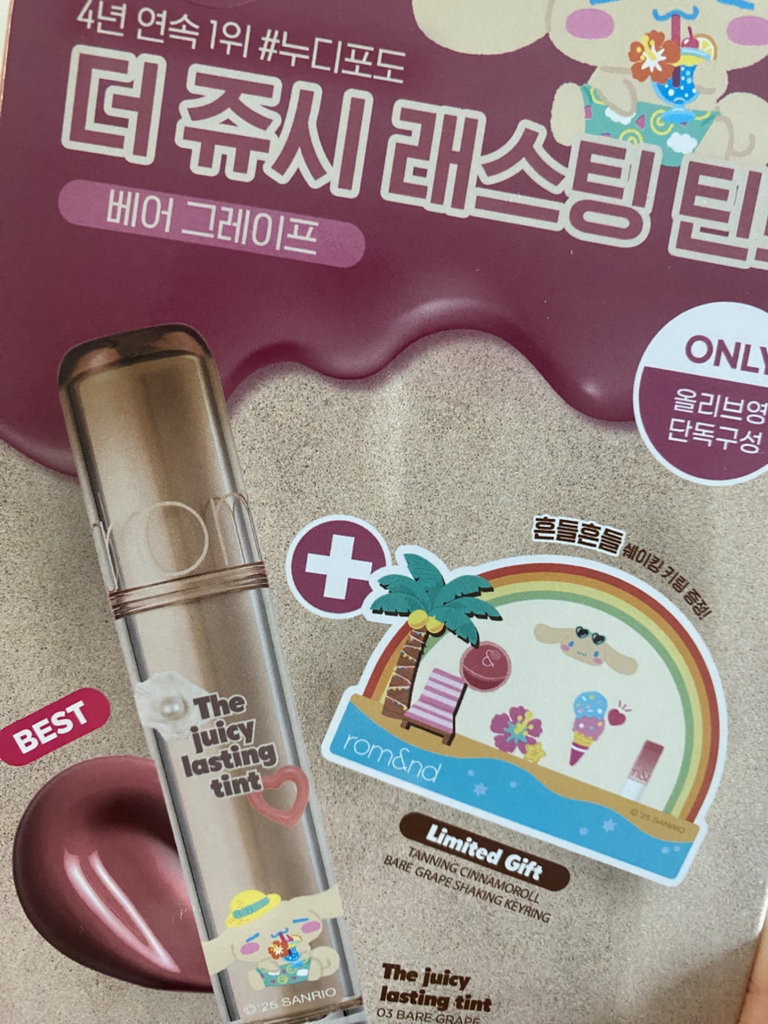 4년 연속 1위 #누디포도
더 쥬시 래스팅 틴
베어 그레이프
ONLY
올리브영
단독구성
rom
흔들흔들 쉐이킹 키링 증정!
&
The
juicy
lasting
tint
BEST
rom&nd
©'25 SANRIO
Limited Gift
TANNING CINNAMOROLL
BARE GRAPE SHAKING KEYRING
©'25 SANRIO
The juicy
lasting tint
03 BARE GRAPE